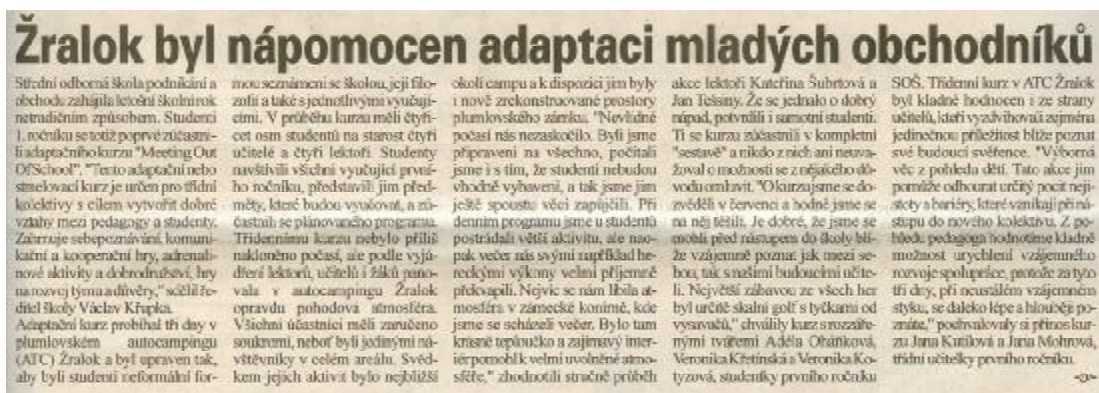 Žralok byl nápomocen adaptaci mladých obchodníků
Střední odborná škola podnikání a
obchodu zahájila letošní školní rok
netradičním způsobem. Studenti
1. ročníku se totiž poprvé zúčastni-
li adaptačního kurzu "Meeting Out
Of School". "Tento adaptační nebo
stmelovací kurz je určen pro třídní
kolektivy s cílem vytvořit dobré
vztahy mezi pedagogy a studenty.
Zahrnuje sebepoznávání, komuni-
kační a kooperační hry, adrenali-
nové aktivity a dobrodružství, hry
na rozvoj týmu a důvěry," sdělil ře-
ditel školy Václav Křupka.
Adaptační kurz probíhal tři dny v
plumlovském autocampingu
(ATC) Žralok a byl upraven tak,
aby byli studenti neformální for-
mou seznámeni se školou, její filo-
zofií a také s jednotlivými vyučují-
cími. V průběhu kurzu měli čtyři-
cet osm studentů na starost čtyři
učitelé a čtyři lektoři. Studenty
navštívili všichni vyučující první-
ho ročníku, představili jim před-
měty, které budou vyučovat, a zú-
častnili se plánovaného programu.
Třídennímu kurzu nebylo příliš
nakloněno počasí, ale podle vyjá-
dření lektorů, učitelů i žáků pano-
vala v autocampingu Žralok
opravdu pohodová atmosféra.
Všichni účastníci měli zaručeno
soukromí, neboť byli jedinými ná-
vštěvníky v celém areálu. Svěd-
kem jejich aktivit bylo nejbližší
okolí campu a k dispozici jim byly
i nově zrekonstruované prostory
plumlovského zámku. "Nevlídné
počasí nás nezaskočilo. Byli jsme
připraveni na všechno, počítali
jsme i s tím, že studenti nebudou
vhodně vybaveni, a tak jsme jim
ještě spoustu věcí zapůjčili. Při
denním programu jsme u studentů
postrádali větší aktivitu, ale nao-
pak večer nás svými například he-
reckými výkony velmi příjemně
překvapili. Nejvíc se nám líbila at-
mosféra v zámecké konírně, kde
jsme se scházeli večer. Bylo tam
krásné teploučko a zajímavý inter-
iér pomohl k velmi uvolněné atmo-
sféře," zhodnotili stručně průběh
akce lektoři Kateřina Šubrtová a
Jan Tešany. Že se jednalo o dobrý
nápad, potvrdili i samotní studenti.
Ti se kurzu zúčastnili v kompletní
"sestavě" a nikdo z nich ani neuva-
žoval o možnosti se z nějakého dů-
vodu omluvit. "O kurzu jsme se do-
zvěděli v červenci a hodně jsme se
na něj těšili. Je dobré, že jsme se
mohli před nástupem do školy blí-
že vzájemně poznat jak mezi se-
bou, tak s našimi budoucími učite-
li. Největší zábavou ze všech her
byl určitě skalní golf s tyčkami od
vysavačů," chválily kurz s rozzáře-
nými tvářemi Adéla Oháňková,
Veronika Křetínská a Veronika Ko-
tyzová, studentky prvního ročníku
SOŠ. Třídenní kurz v ATC Žralok
byl kladně hodnocen i ze strany
učitelů, kteří vyzdvihovali zejména
jedinečnou příležitost blíže poznat
své budoucí svěřence. "Výborná
věc z pohledu dětí. Tato akce jim
pomůže odbourat určitý pocit nejis-
stoty a bariéry, které vznikají při ná-
stupu do nového kolektivu. Z po-
hledu pedagoga hodnotíme kladně
možnost urychlení vzájemného
rozvoje spolupráce, protože za tyto
tři dny, při neustálém vzájemném
styku, se daleko lépe a hlouběji po-
znáte," pochvalovaly si přínos kur-
zu Jana Kutilová a Jana Mohrová,
třídní učitelky prvního ročníku.